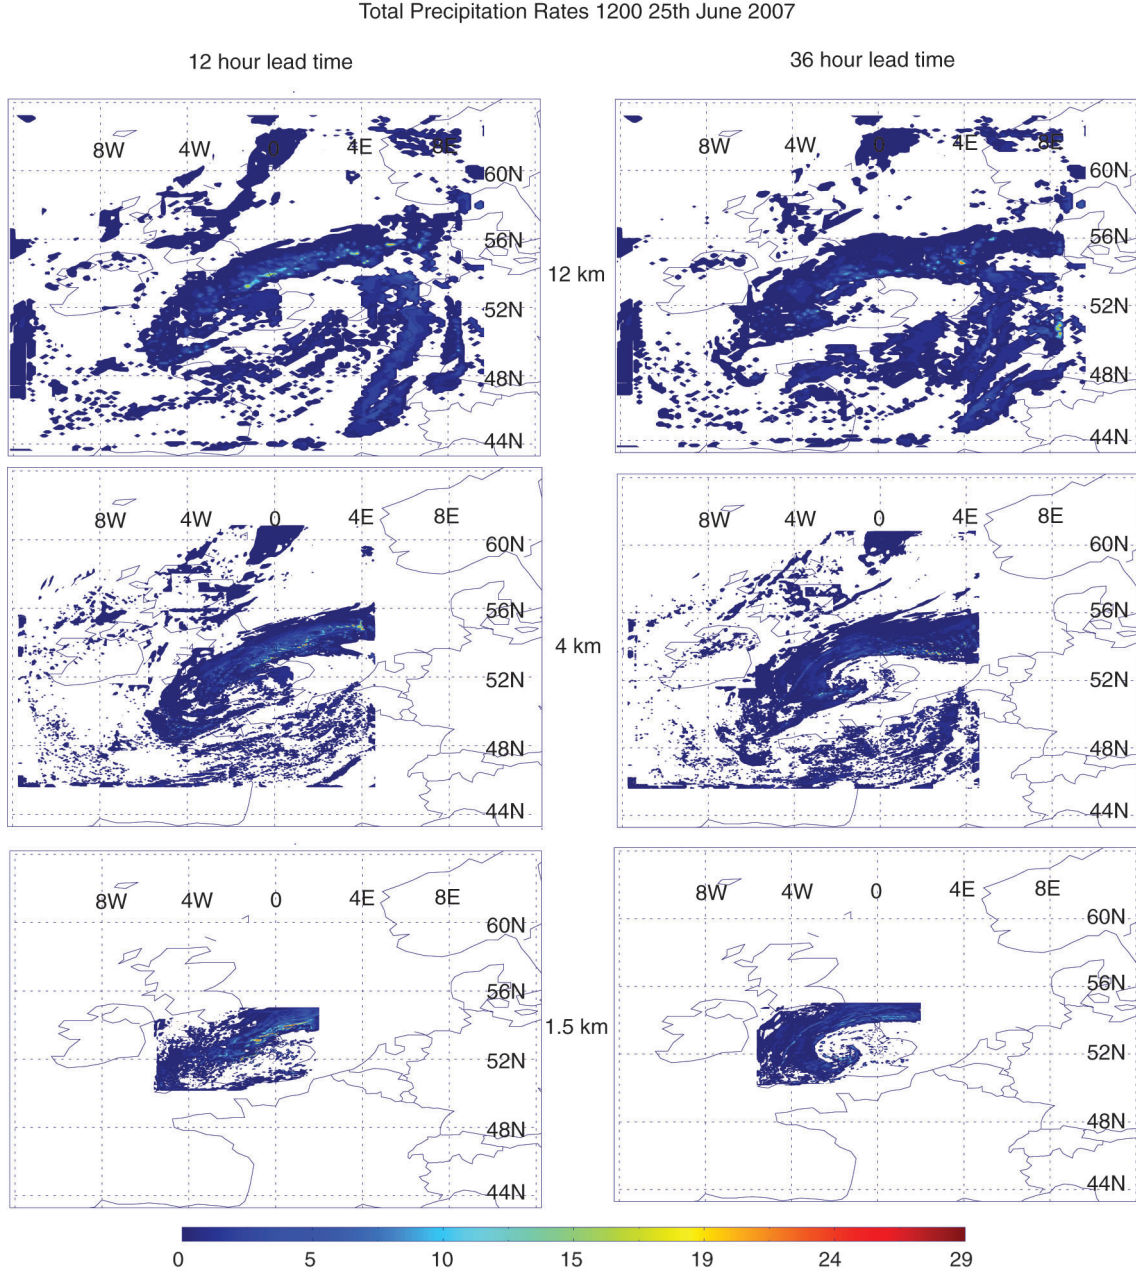 Total Precipitation Rates 1200 25th June 2007
12 hour lead time
36 hour lead time
8W 4W 0 4E 8E
60N
56N
52N
48N
44N
1
8W 4W 0 4E 8E
60N
56N
52N
48N
44N
1
12 km
8W 4W 0 4E 8E
60N
56N
52N
48N
44N
8W 4W 0 4E 8E
60N
56N
52N
48N
44N
4 km
8W 4W 0 4E 8E
60N
56N
52N
48N
44N
8W 4W 0 4E 8E
60N
56N
52N
48N
44N
1.5 km
0 5 10 15 19 24 29